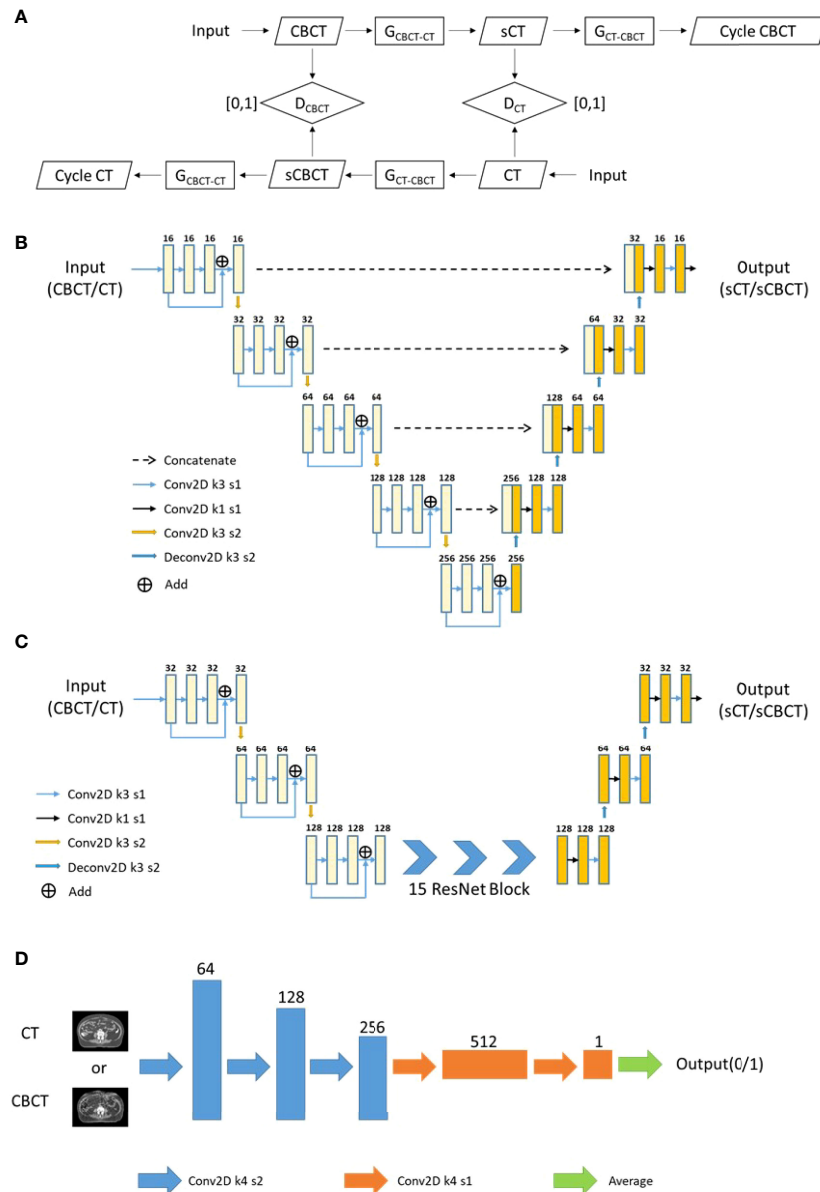 A
Input CBCT G_CBCT-CT sCT G_CT-CBCT Cycle CBCT
[0,1] D_CBCT D_CT [0,1]
Cycle CT G_CBCT-CT sCBCT G_CT-CBCT CT Input
B
16 16 16 16 32 16 16
Input
(CBCT/CT)
Output
(sCT/sCBCT)
32 32 32 32 64 32 32
64 64 64 64 128 64 64
128 128 128 128 256 128 128
256 256 256 256
Concatenate
Conv2D k3 s1
Conv2D k1 s1
Conv2D k3 s2
Deconv2D k3 s2
Add
C
32 32 32 32 32 32 32
Input
(CBCT/CT)
Output
(sCT/sCBCT)
64 64 64 64 64 64 64
128 128 128 128 128 128 128
15 ResNet Block
Conv2D k3 s1
Conv2D k1 s1
Conv2D k3 s2
Deconv2D k3 s2
Add
D
64
128
256
512
1
CT
or
CBCT
Output(0/1)
Conv2D k4 s2 Conv2D k4 s1 Average